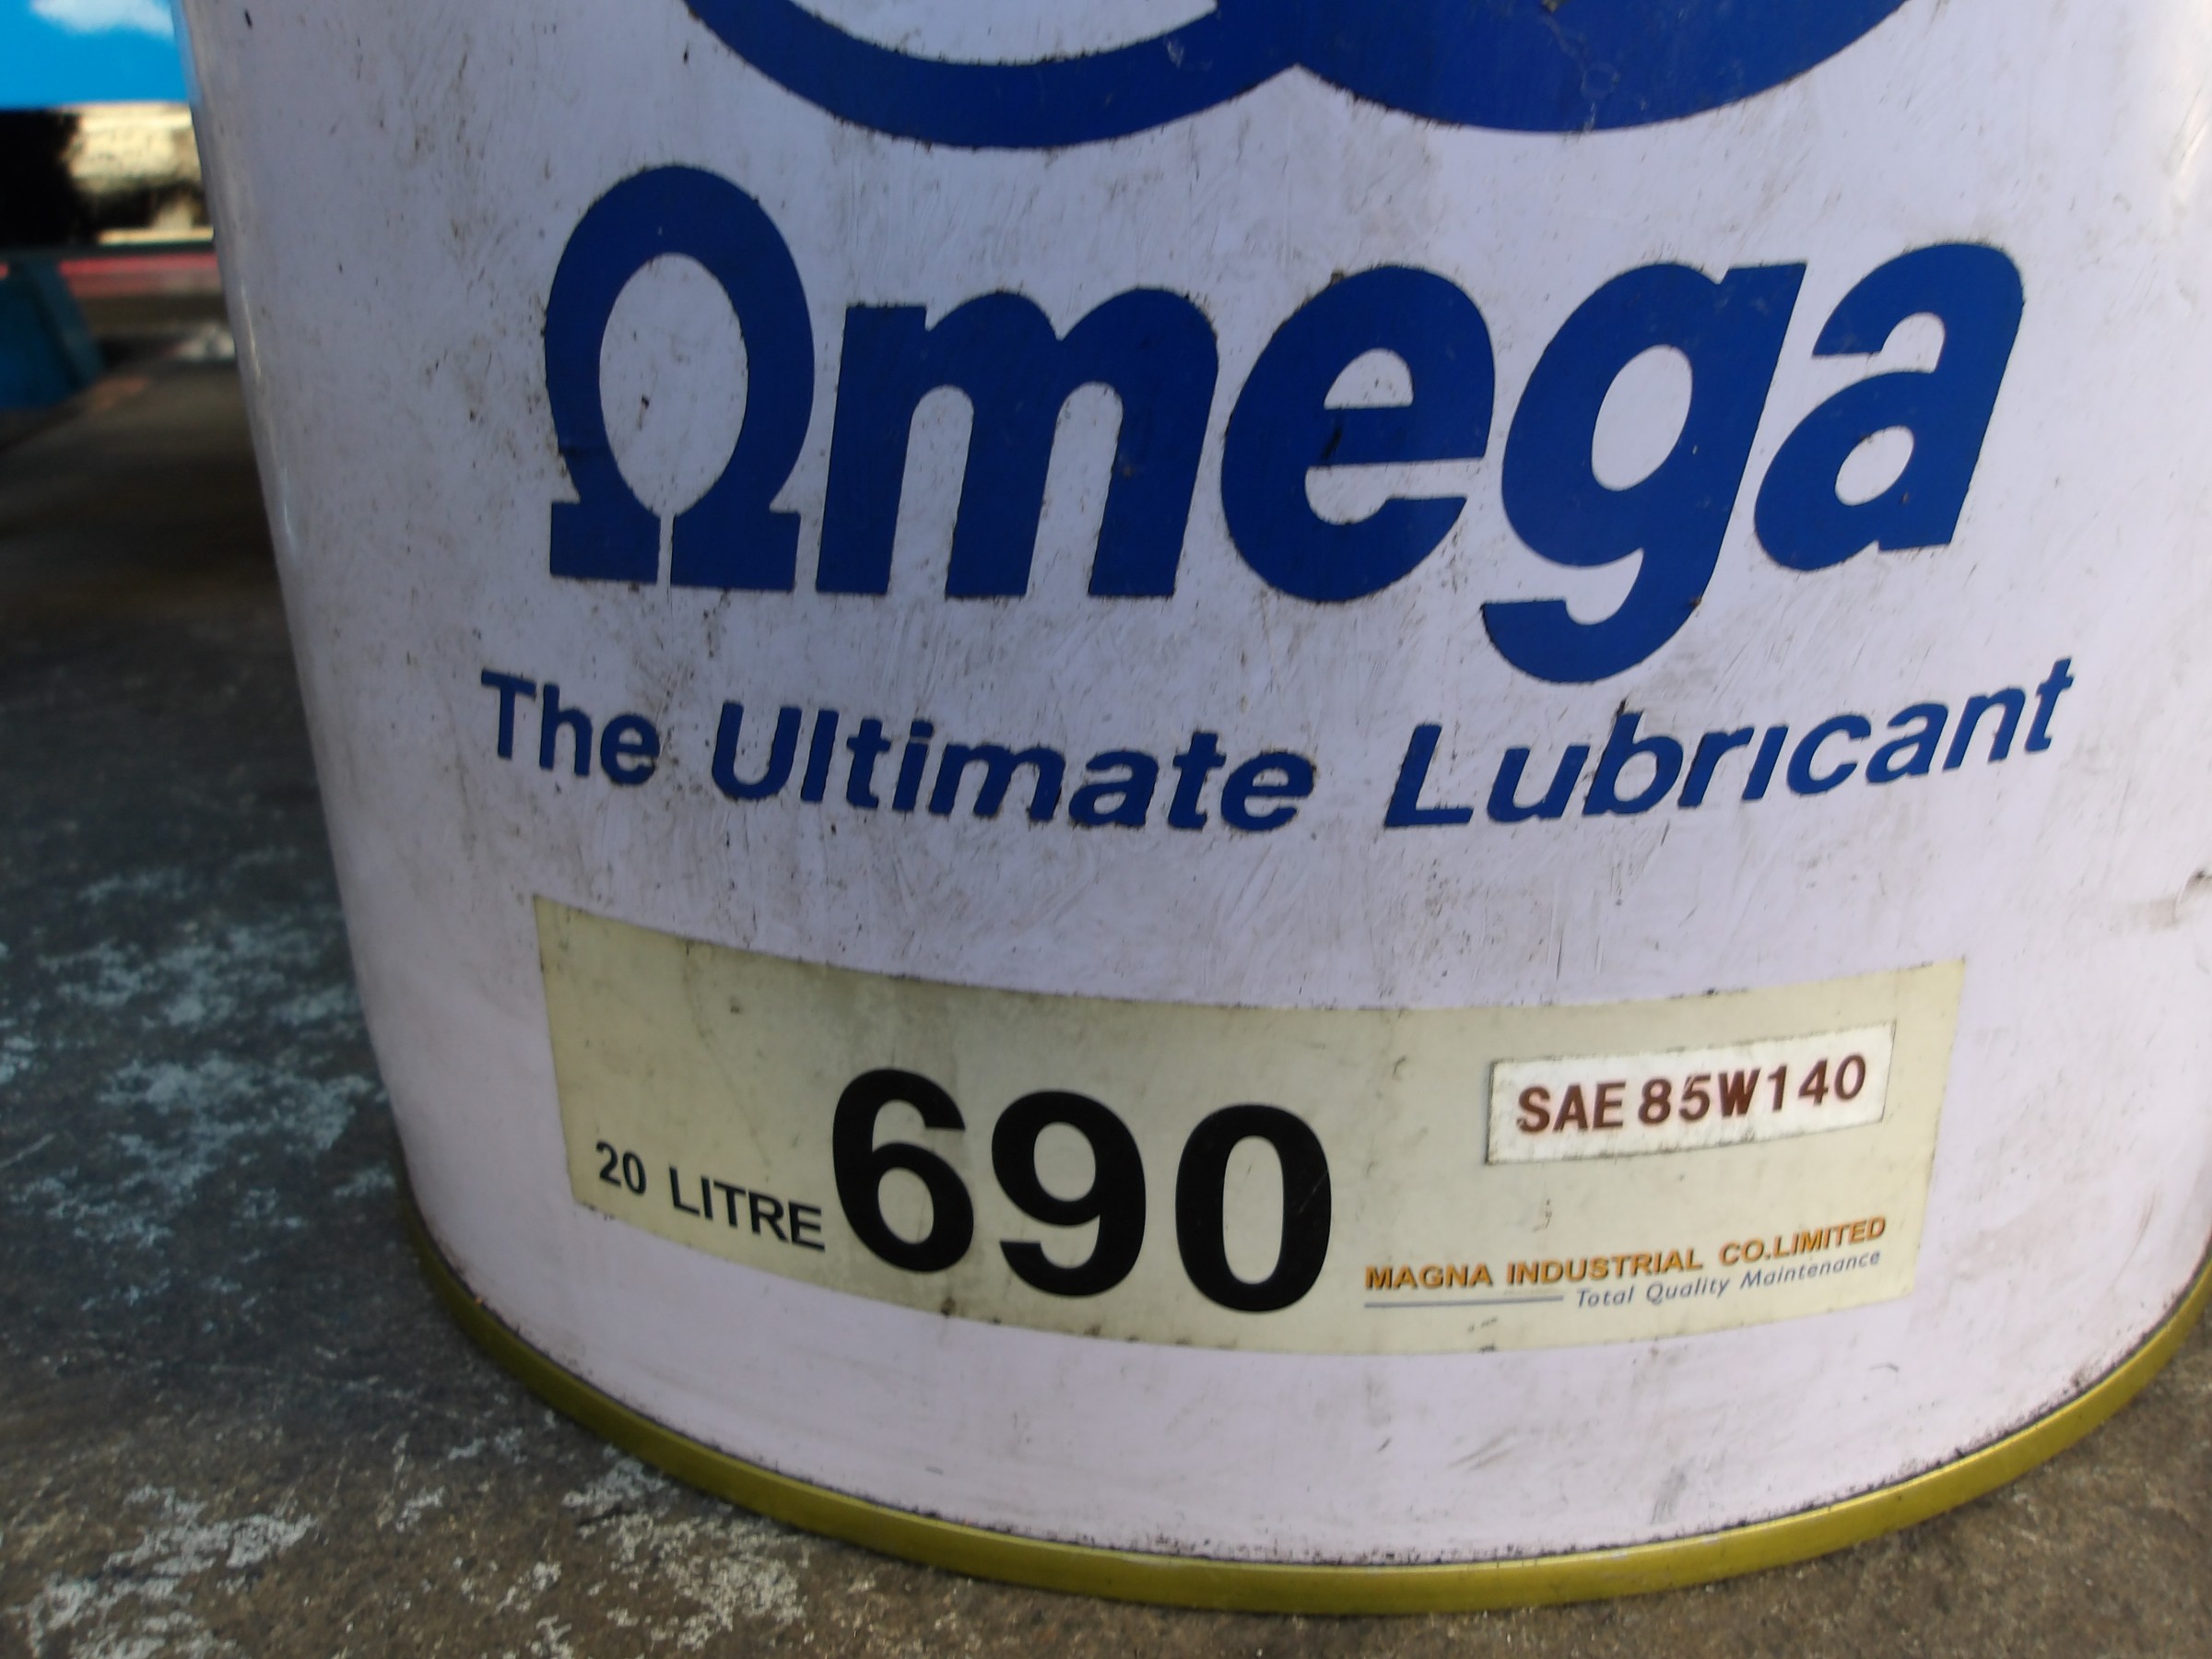 Ωmega
The Ultimate Lubricant
SAE 85W140
20 LITRE 690
MAGNA INDUSTRIAL CO.LIMITED
Total Quality Maintenance